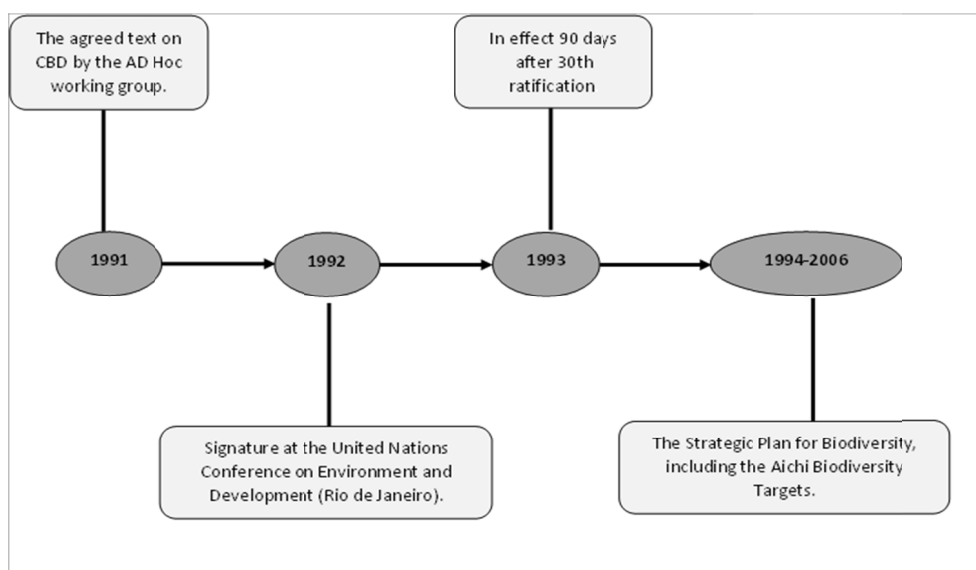 The agreed text on
CBD by the AD Hoc
working group.
In effect 90 days
after 30th
ratification
1991
1992
1993
1994-2006
Signature at the United Nations
Conference on Environment and
Development (Rio de Janeiro).
The Strategic Plan for Biodiversity,
including the Aichi Biodiversity
Targets.